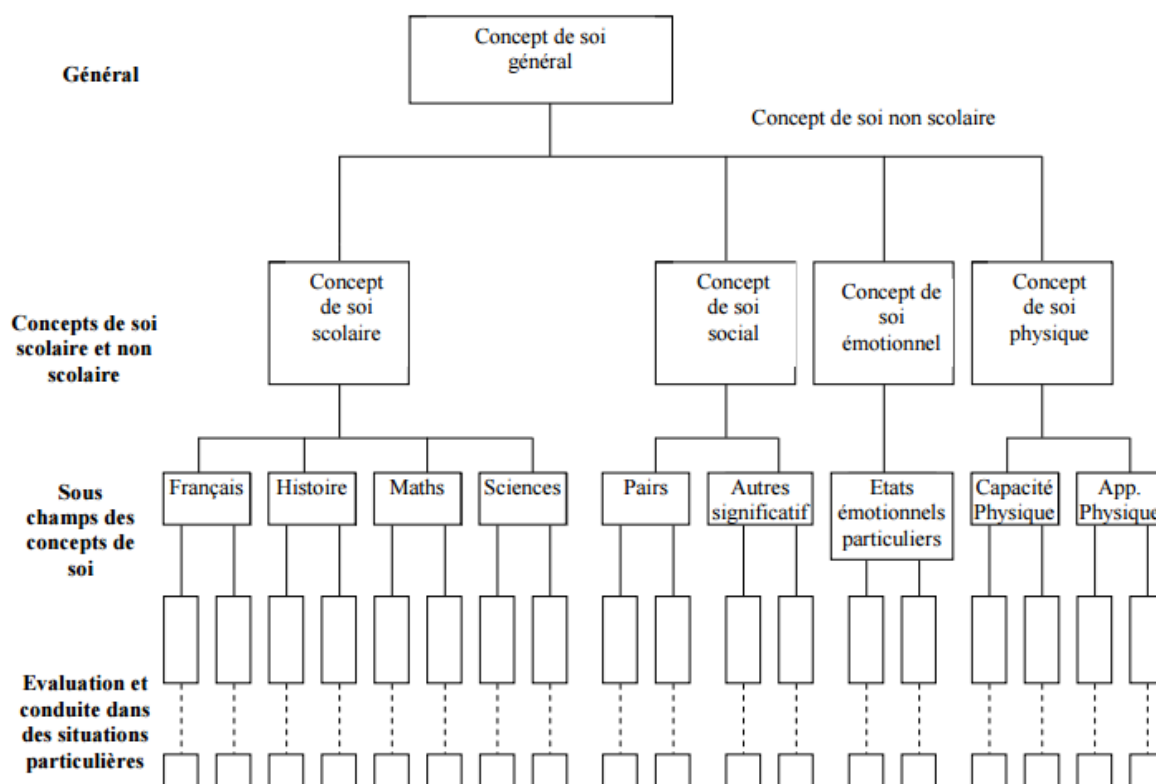 Concept de soi
général
Général
Concept de soi non scolaire
Concepts de soi
scolaire et non
scolaire
Concept
de soi
scolaire
Concept
de soi
social
Concept de
soi
émotionnel
Concept
de soi
physique
Sous
champs des
concepts de
soi
Français
Histoire
Maths
Sciences
Pairs
Autres
significatif
Etats
émotionnels
particuliers
Capacité
Physique
App.
Physique
Evaluation et
conduite dans
des situations
particulières